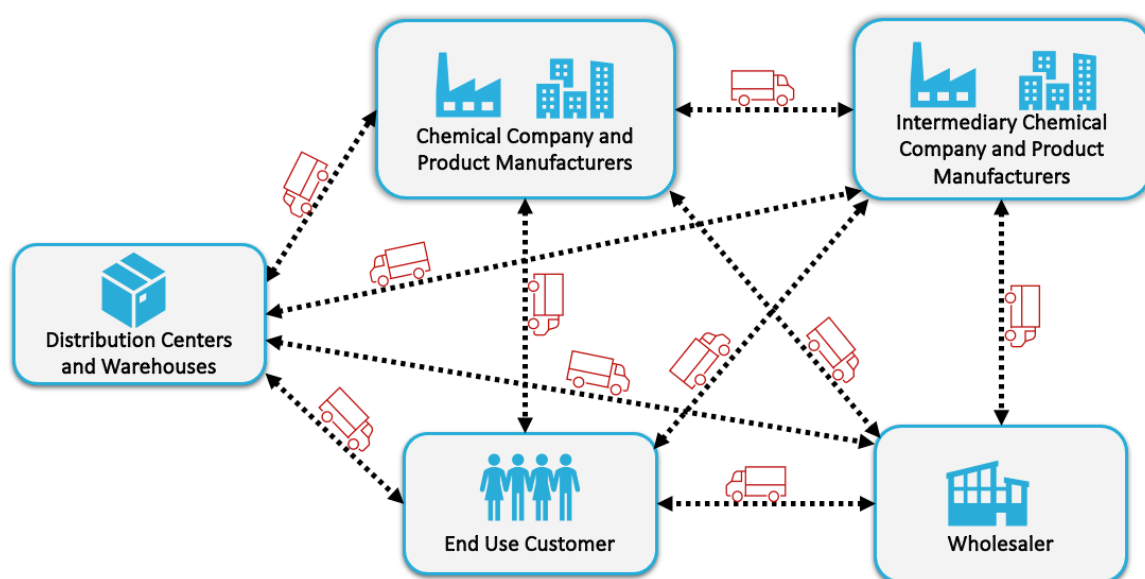 Chemical Company and
Product Manufacturers
Intermediary Chemical
Company and Product
Manufacturers
Distribution Centers
and Warehouses
End Use Customer
Wholesaler